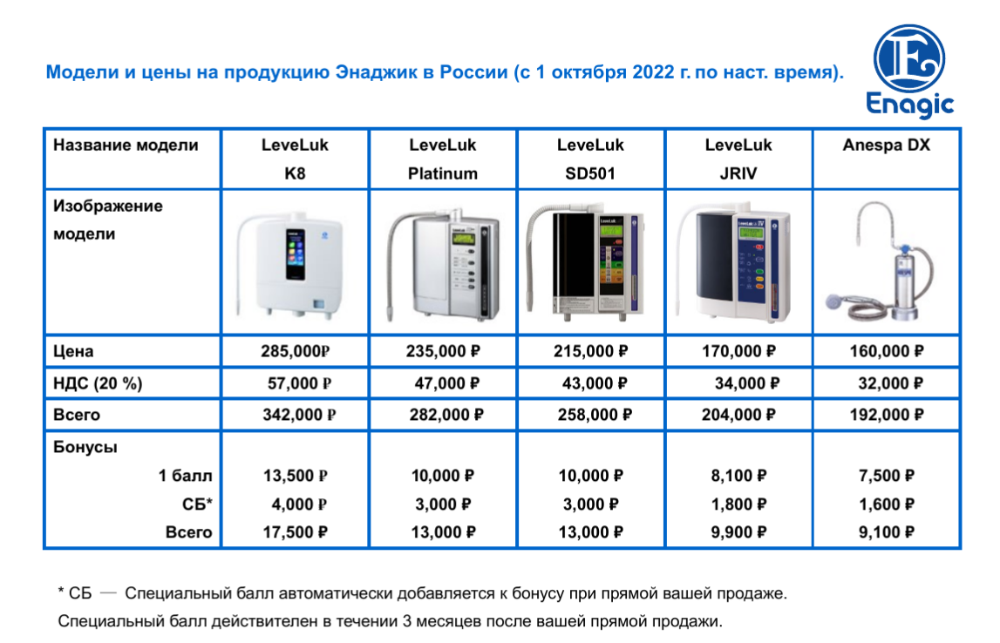 Модели и цены на продукцию Энаджик в России (с 1 октября 2022 г. по наст. время).
Enagic
Название модели LeveLuk K8 LeveLuk Platinum LeveLuk SD501 LeveLuk JRIV Anespa DX
Изображение модели
Цена 285,000₽ 235,000 ₽ 215,000 ₽ 170,000 ₽ 160,000 ₽
НДС (20 %) 57,000 ₽ 47,000 ₽ 43,000 ₽ 34,000 ₽ 32,000 ₽
Всего 342,000 ₽ 282,000 ₽ 258,000 ₽ 204,000 ₽ 192,000 ₽
Бонусы
1 балл 13,500 ₽ 10,000 ₽ 10,000 ₽ 8,100 ₽ 7,500 ₽
СБ* 4,000 ₽ 3,000 ₽ 3,000 ₽ 1,800 ₽ 1,600 ₽
Всего 17,500 ₽ 13,000 ₽ 13,000 ₽ 9,900 ₽ 9,100 ₽
* СБ — Специальный балл автоматически добавляется к бонусу при прямой вашей продаже.
Специальный балл действителен в течении 3 месяцев после вашей прямой продажи.